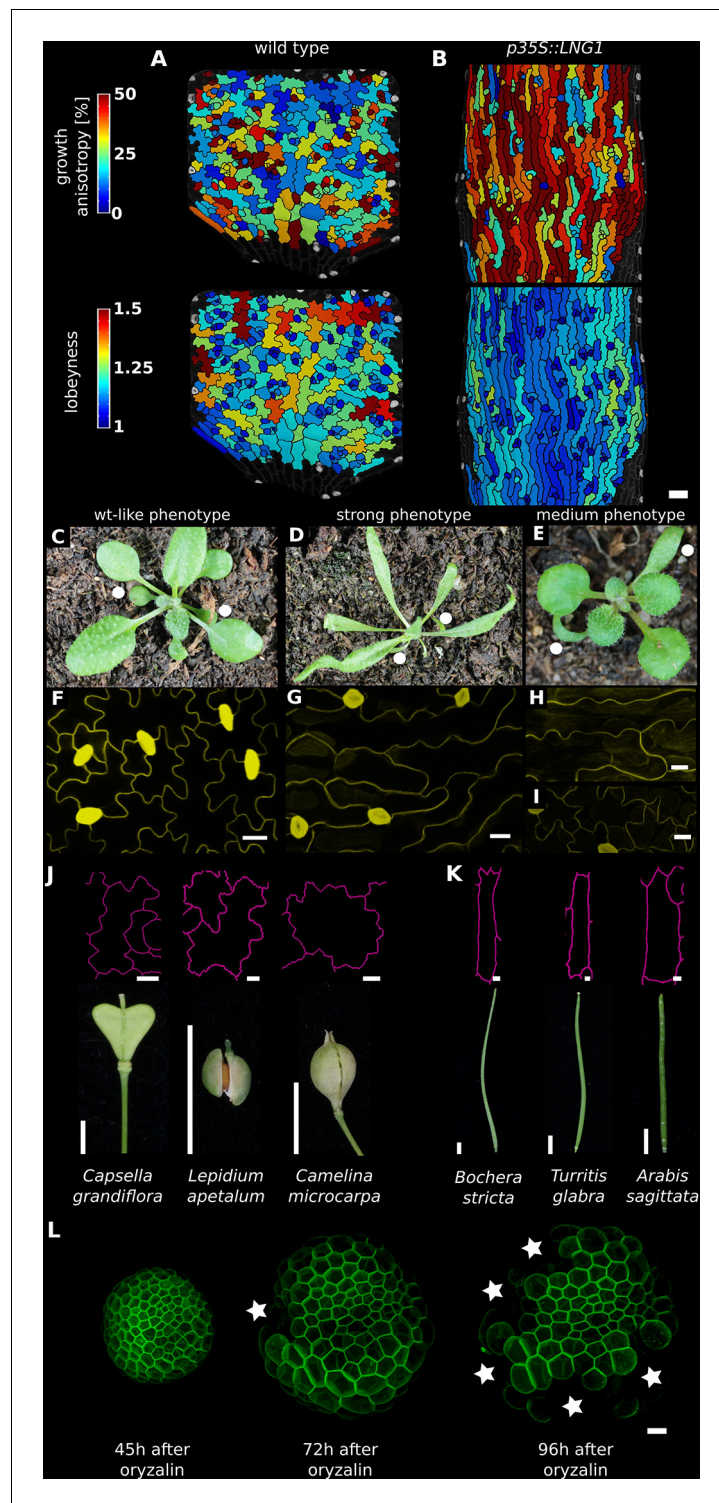 A
wild type
B
p35S::LNG1
growth
anisotropy [%]
50
25
0
lobeyness
1.5
1.25
1
wt-like phenotype
strong phenotype
medium phenotype
C
D
E
F
G
H
I
J
K
Capsella
grandiflora
Lepidium
apetalum
Camelina
microcarpa
Bochera
stricta
Turritis
glabra
Arabis
sagittata
L
45h after
oryzalin
72h after
oryzalin
96h after
oryzalin